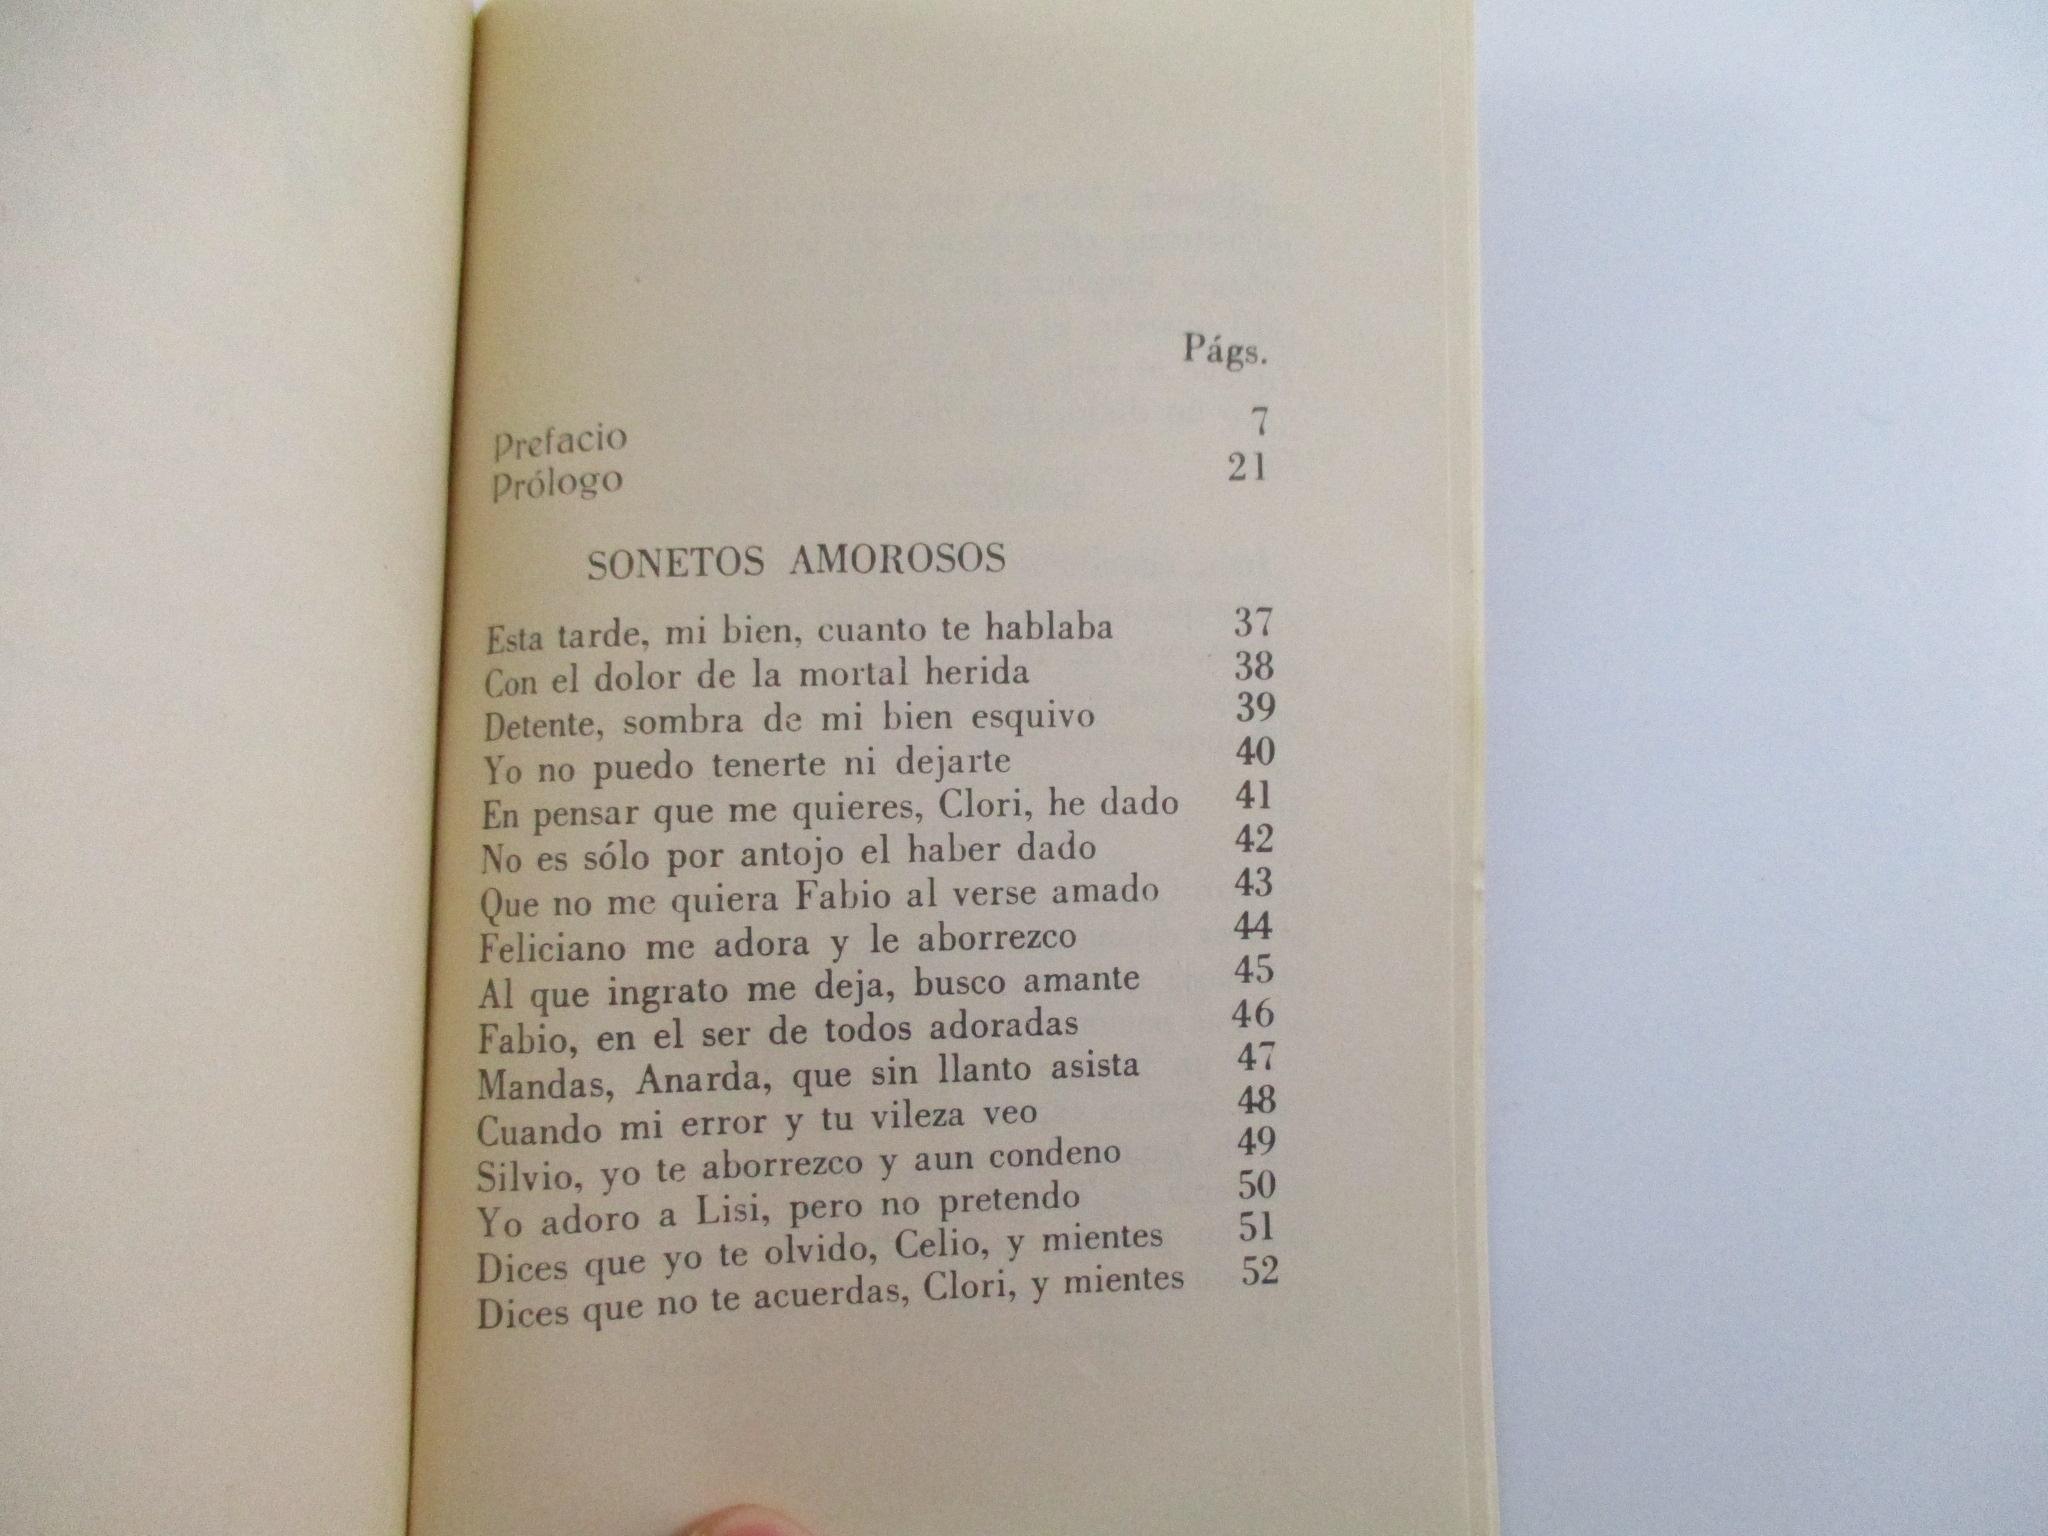 Págs.
Prefacio 7
Prólogo 21
SONETOS AMOROSOS
Esta tarde, mi bien, cuanto te hablaba 37
Con el dolor de la mortal herida 38
Detente, sombra de mi bien esquivo 39
Yo no puedo tenerte ni dejarte 40
En pensar que me quieres, Clori, he dado 41
No es sólo por antojo el haber dado 42
Que no me quiera Fabio al verse amado 43
Feliciano me adora y le aborrezco 44
Al que ingrato me deja, busco amante 45
Fabio, en el ser de todos adoradas 46
Mandas, Anarda, que sin llanto asista 47
Cuando mi error y tu vileza veo 48
Silvio, yo te aborrezco y aun condeno 49
Yo adoro a Lisi, pero no pretendo 50
Dices que yo te olvido, Celio, y mientes 51
Dices que no te acuerdas, Clori, y mientes 52